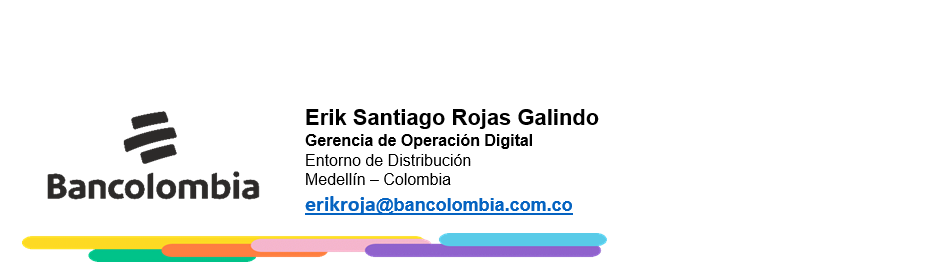 Bancolombia
Erik Santiago Rojas Galindo
Gerencia de Operación Digital
Entorno de Distribución
Medellín – Colombia
erikroja@bancolombia.com.co